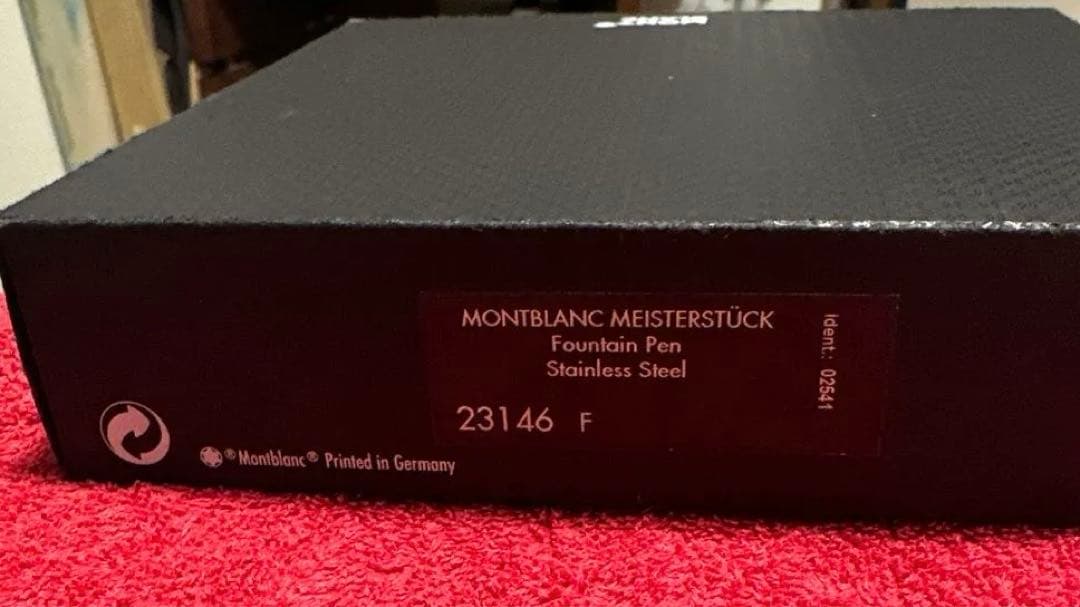 MONTBLANC MEISTERSTÜCK
Fountain Pen
Stainless Steel
23146 F
Ident.: 02541
® Montblanc® Printed in Germany